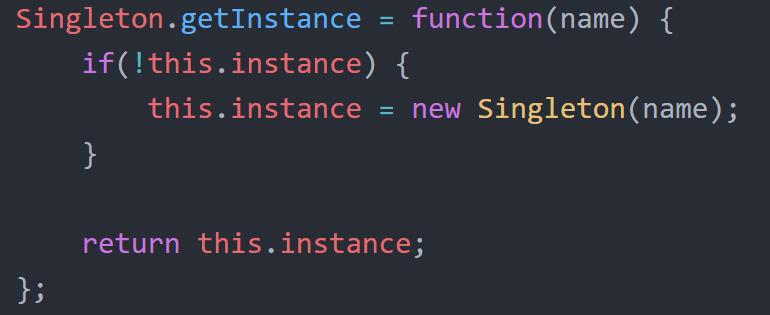 Singleton.getInstance = function(name) {
    if(!this.instance) {
        this.instance = new Singleton(name);
    }

    return this.instance;
};